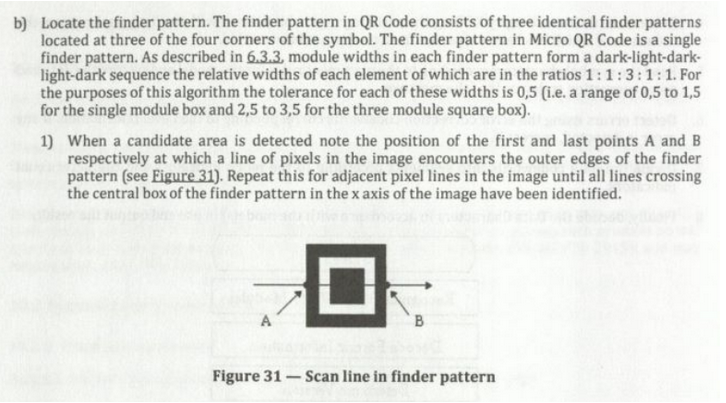 b) Locate the finder pattern. The finder pattern in QR Code consists of three identical finder patterns
located at three of the four corners of the symbol. The finder pattern in Micro QR Code is a single
finder pattern. As described in 6.3.3, module widths in each finder pattern form a dark-light-dark-
light-dark sequence the relative widths of each element of which are in the ratios 1 : 1 : 3 : 1 : 1. For
the purposes of this algorithm the tolerance for each of these widths is 0,5 (i.e. a range of 0,5 to 1,5
for the single module box and 2,5 to 3,5 for the three module square box).
1) When a candidate area is detected note the position of the first and last points A and B
respectively at which a line of pixels in the image encounters the outer edges of the finder
pattern (see Figure 31). Repeat this for adjacent pixel lines in the image until all lines crossing
the central box of the finder pattern in the x axis of the image have been identified.
A B
Figure 31 — Scan line in finder pattern